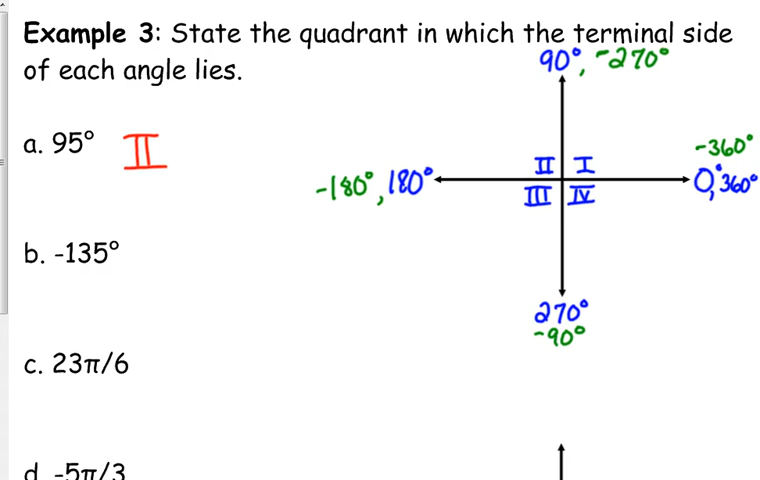 Example 3: State the quadrant in which the terminal side
of each angle lies.
90°, -270°
a. 95° II
-360°
II I
-180°, 180°
0°, 360°
III IV
b. -135°
270°
-90°
c. 23π/6
d. -5π/3